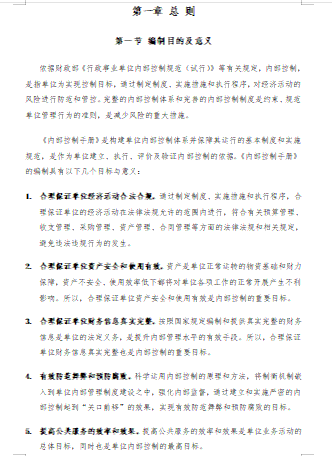 第一章 总 则
第一节 编制目的及意义
依据财政部《行政事业单位内部控制规范（试行）》等有关规定，内部控制，
是指单位为实现控制目标，通过制定制度、实施措施和执行程序，对经济活动的
风险进行防范和管控。完整的内部控制体系和完善的内部控制制度是约束、规范
单位管理行为的准则，是减少风险的重大措施。
《内部控制手册》是构建单位内部控制体系并保障其运行的基本制度和实施
规范，是作为单位建立、执行、评价及验证内部控制的依据。《内部控制手册》
的编制具有以下几个目标与意义：
1. 合理保证单位经济活动合法合规。通过制定制度、实施措施和执行程序，合
理保证单位的经济活动在法律法规允许的范围内进行，符合有关预算管理、
收支管理、采购管理、资产管理、合同管理等方面的法律法规和相关规定，
避免违法违规行为的发生。
2. 合理保证单位资产安全和使用有效。资产是单位正常运转的物资基础和财力
保障，资产不安全、使用效率低下都将对单位各项工作的正常开展产生不利
影响。所以，合理保证单位资产安全和使用有效是内部控制的重要目标。
3. 合理保证单位财务信息真实完整。按照国家规定编制和提供真实完整的财务
信息是单位的法定义务，是提升内部管理水平的有效手段。所以，合理保证
单位财务信息真实完整也是内部控制的重要目标。
4. 有效防范舞弊和预防腐败。科学运用内部控制的原理和方法，将制衡机制嵌
入到单位内部管理制度建设之中，强化内部监督，通过建立和实施严密的内
部控制起到“关口前移”的效果，实现有效防范舞弊和预防腐败的目标。
5. 提高公共服务的效率和效果。提高公共服务的效率和效果是单位业务活动的
总体目标，同时也是单位内部控制的最高目标。